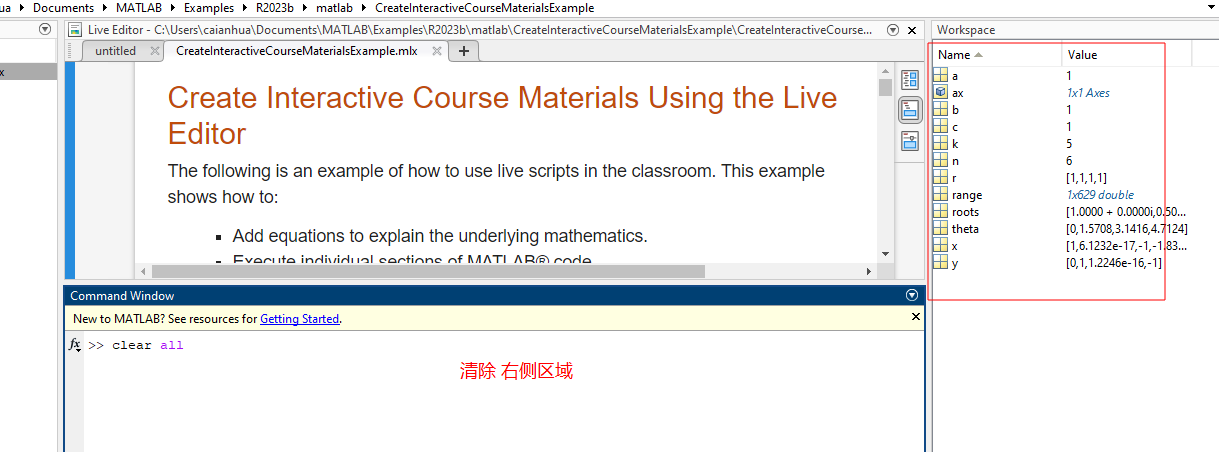 ua Documents MATLAB Examples R2023b matlab CreateInteractiveCourseMaterialsExample
x
Live Editor - C:\Users\caianhua\Documents\MATLAB\Examples\R2023b\matlab\CreateInteractiveCourseMaterialsExample\CreateInteractiveCourse...
untitled CreateInteractiveCourseMaterialsExample.mlx +
Create Interactive Course Materials Using the Live
Editor
The following is an example of how to use live scripts in the classroom. This example
shows how to:
Add equations to explain the underlying mathematics.
Execute individual sections of MATLAB® code
Command Window
New to MATLAB? See resources for Getting Started.
fx >> clear all
清除 右侧区域
Workspace
Name Value
a 1
ax 1x1 Axes
b 1
c 1
k 5
n 6
r [1,1,1,1]
range 1x629 double
roots [1.0000 + 0.0000i,0.50...
theta [0,1.5708,3.1416,4.7124]
x [1,6.1232e-17,-1,-1.83...
y [0,1,1.2246e-16,-1]